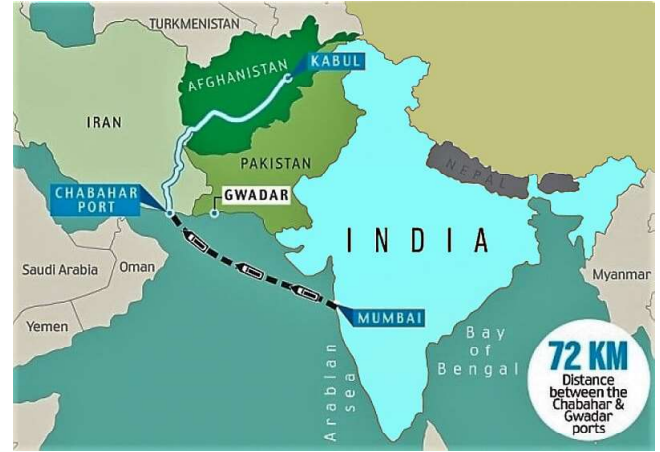 TURKMENISTAN
AFGHANISTAN
KABUL
IRAN
PAKISTAN
NEPAL
CHABAHAR
PORT
GWADAR
INDIA
Saudi Arabia
Oman
Myanmar
MUMBAI
Yemen
Arabian
sea
Bay
of
Bengal
72 KM
Distance
between the
Chabahar &
Gwadar
ports